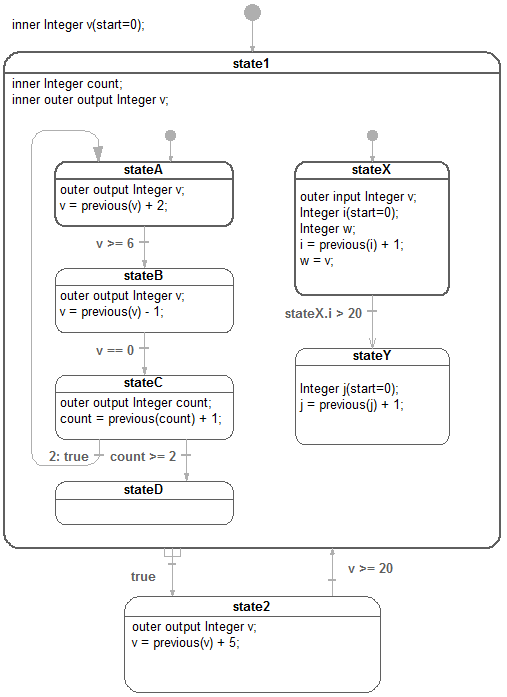 inner Integer v(start=0);
state1
inner Integer count;
inner outer output Integer v;
stateA
outer output Integer v;
v = previous(v) + 2;
v >= 6
stateB
outer output Integer v;
v = previous(v) - 1;
v == 0
stateC
outer output Integer count;
count = previous(count) + 1;
2: true
count >= 2
stateD
stateX
outer input Integer v;
Integer i(start=0);
Integer w;
i = previous(i) + 1;
w = v;
stateX.i > 20
stateY
Integer j(start=0);
j = previous(j) + 1;
true
v >= 20
state2
outer output Integer v;
v = previous(v) + 5;